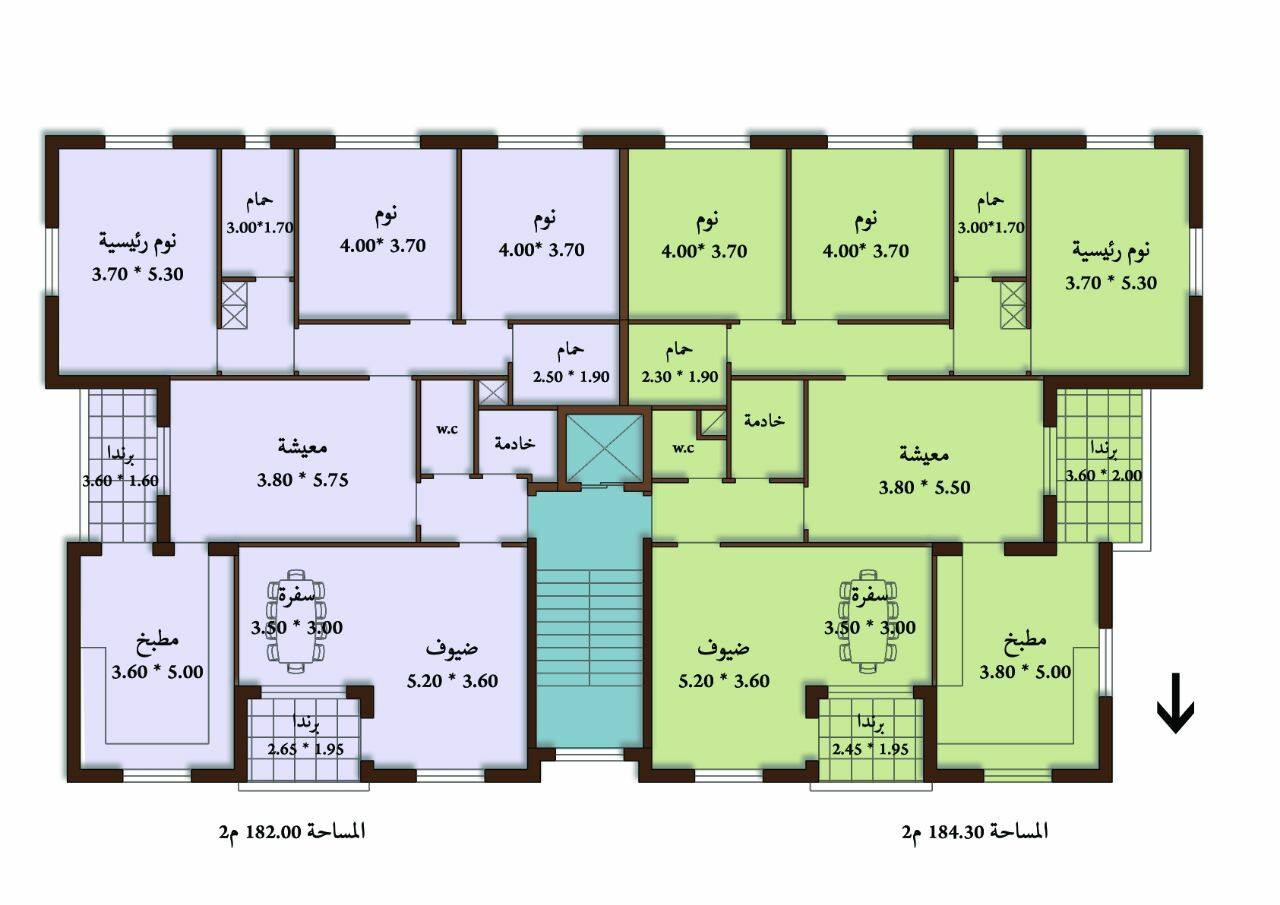 نوم رئيسية
3.70 * 5.30
حمام
3.00*1.70
نوم
4.00* 3.70
نوم
4.00* 3.70
نوم
4.00* 3.70
نوم
4.00* 3.70
حمام
3.00*1.70
نوم رئيسية
3.70 * 5.30
حمام
2.50 * 1.90
حمام
2.30 * 1.90
برندا
3.60 * 1.60
معيشة
3.80 * 5.75
w.c
خادمة
w.c
خادمة
معيشة
3.80 * 5.50
برندا
3.60 * 2.00
مطبخ
3.60 * 5.00
سفرة
3.50 * 3.00
ضيوف
5.20 * 3.60
برندا
2.65 * 1.95
ضيوف
5.20 * 3.60
سفرة
3.50 * 3.00
برندا
2.45 * 1.95
مطبخ
3.80 * 5.00
المساحة 182.00 م2
المساحة 184.30 م2